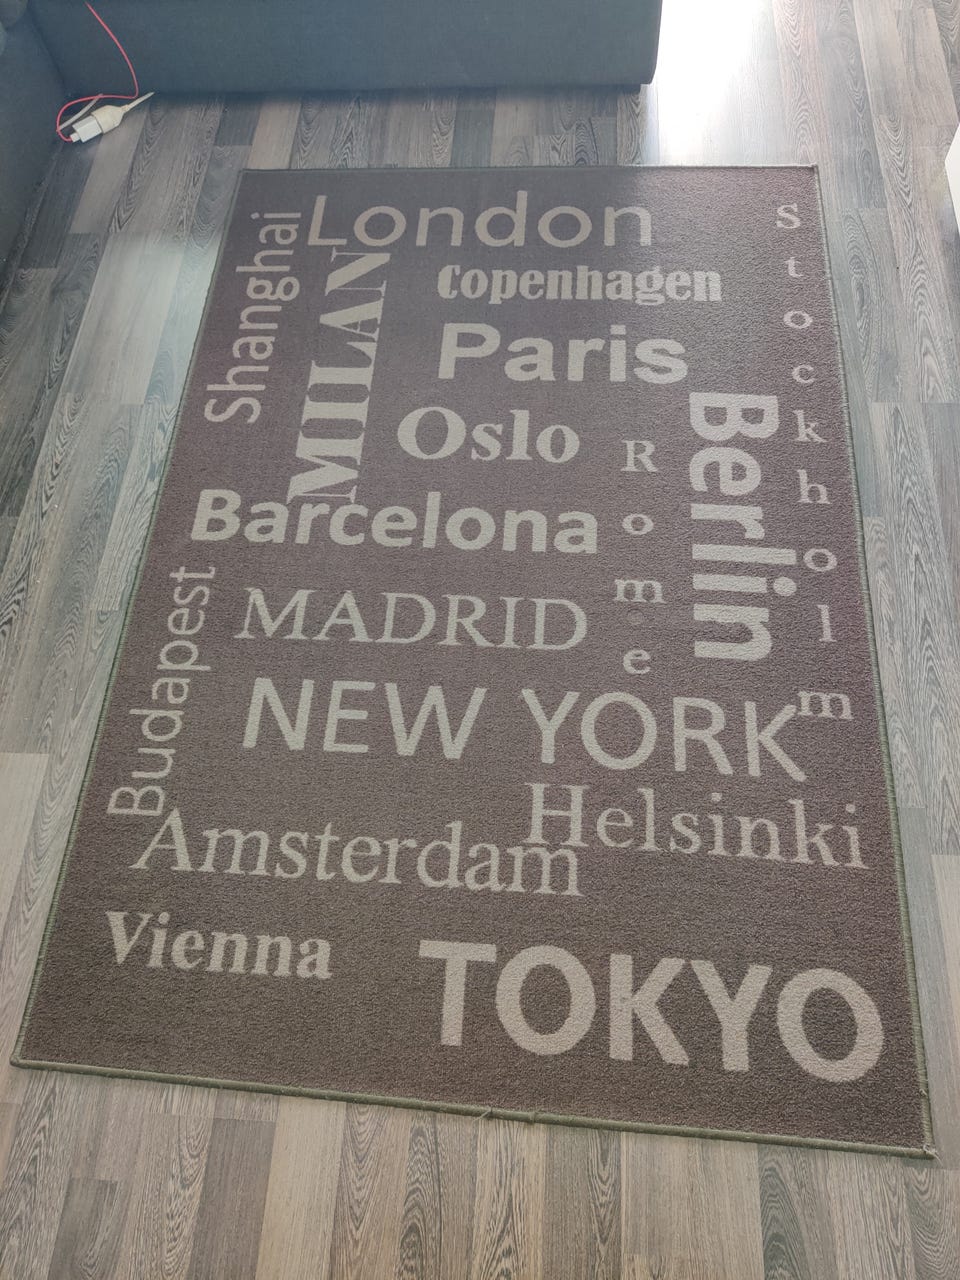 London
Shanghai
MILAN
Copenhagen
Stockholm
Paris
Oslo
Berlin
Rome
Barcelona
MADRID
Budapest
NEW YORK
Helsinki
Amsterdam
Vienna
TOKYO